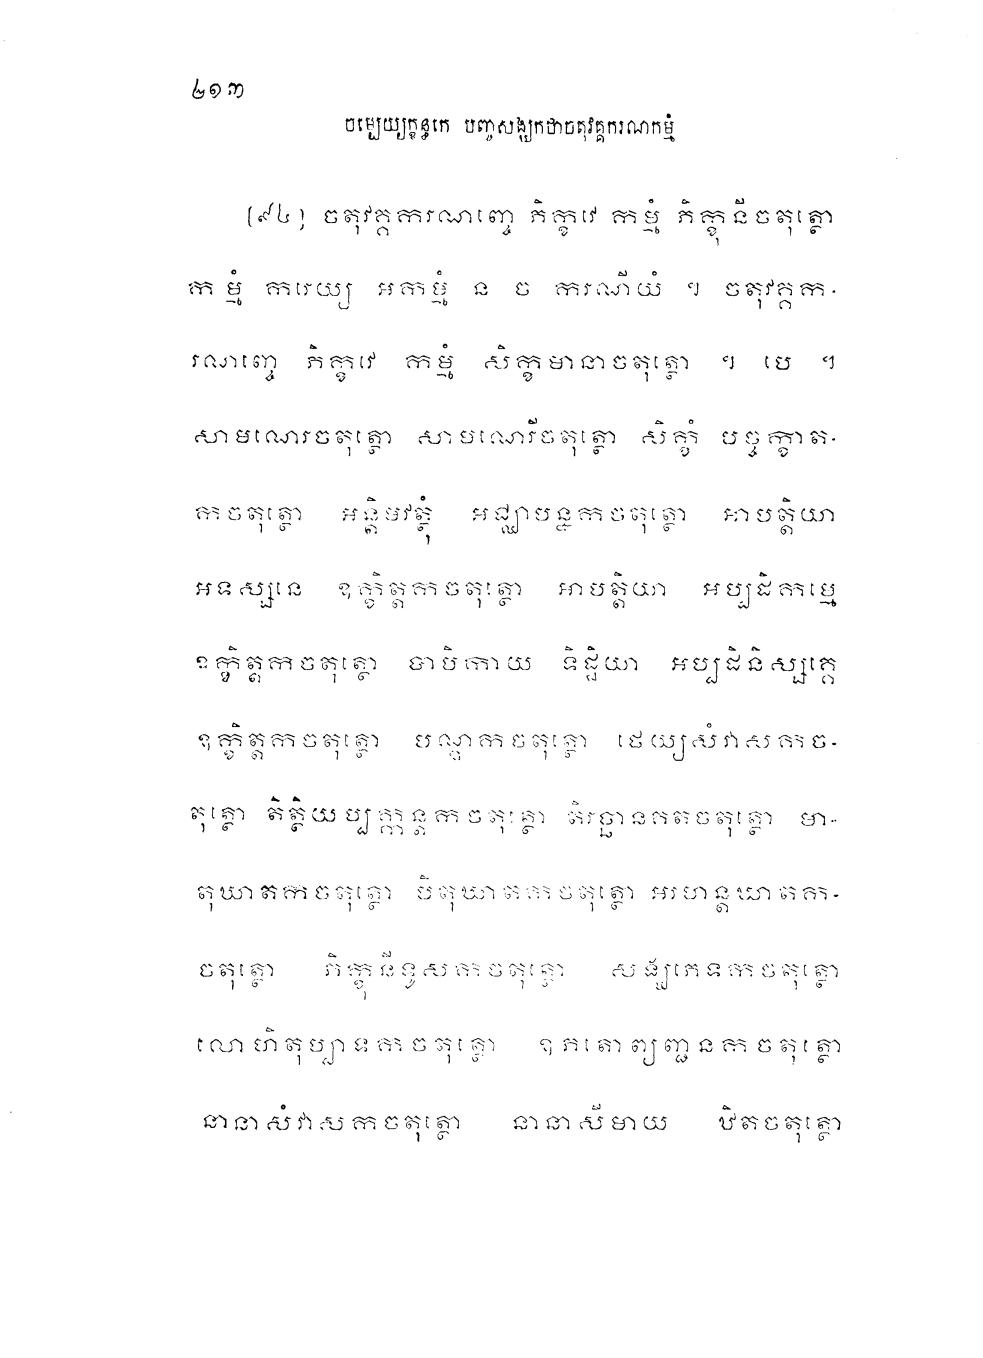 ៤១៣
ចម្បេយ្យក្ខន្ធកេ បញ្ចសង្ឃកថាចតុវគ្គករណកម្មំ
(៩៤) ចតុវគ្គករណញ្ចេ ភិក្ខវេ កម្មំ ភិក្ខុនីចតុត្ថោ
កម្មំ ករេយ្យ អកម្មំ ន ច ករណីយំ ។ ចតុវគ្គក-
រណញ្ចេ ភិក្ខវេ កម្មំ សិក្ខមានាចតុត្ថោ ។ បេ ។
សាមណេរចតុត្ថោ សាមណេរីចតុត្ថោ សិក្ខំ បច្ចក្ខាត-
កចតុត្ថោ អន្តិមវត្ថុំ អជ្ឈាបន្នកចតុត្ថោ អាបត្តិយា
អទស្សនេ ឧក្ខិត្តកចតុត្ថោ អាបត្តិយា អប្បដិកម្មេ
ឧក្ខិត្តកចតុត្ថោ បាបិកាយ ទិដ្ឋិយា អប្បដិនិស្សគ្គេ
ឧក្ខិត្តកចតុត្ថោ បណ្ឌកចតុត្ថោ ថេយ្យសំវាសកច-
តុត្ថោ តិត្ថិយប្បក្កន្តកចតុត្ថោ តិរច្ឆានគតចតុត្ថោ មា-
តុឃាតកចតុត្ថោ បិតុឃាតកចតុត្ថោ អរហន្តឃាតក-
ចតុត្ថោ ភិក្ខុនីទូសកចតុត្ថោ សង្ឃភេទកចតុត្ថោ
លោហិតុប្បាទកចតុត្ថោ ឧភតោព្យញ្ជនកចតុត្ថោ
នានាសំវាសកចតុត្ថោ នានាសីមាយ ឋិតចតុត្ថោ